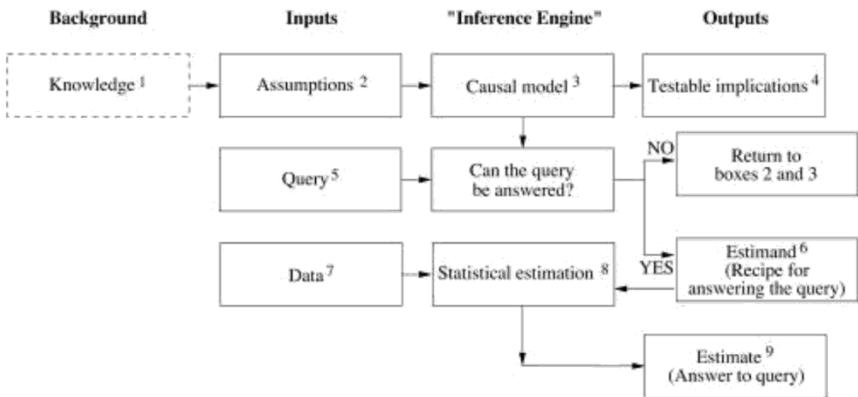 Background
Inputs
"Inference Engine"
Outputs
Knowledge 1
Assumptions 2
Causal model 3
Testable implications 4
Query 5
Can the query
be answered?
NO
Return to
boxes 2 and 3
YES
Estimand 6
(Recipe for
answering the query)
Data 7
Statistical estimation 8
Estimate 9
(Answer to query)